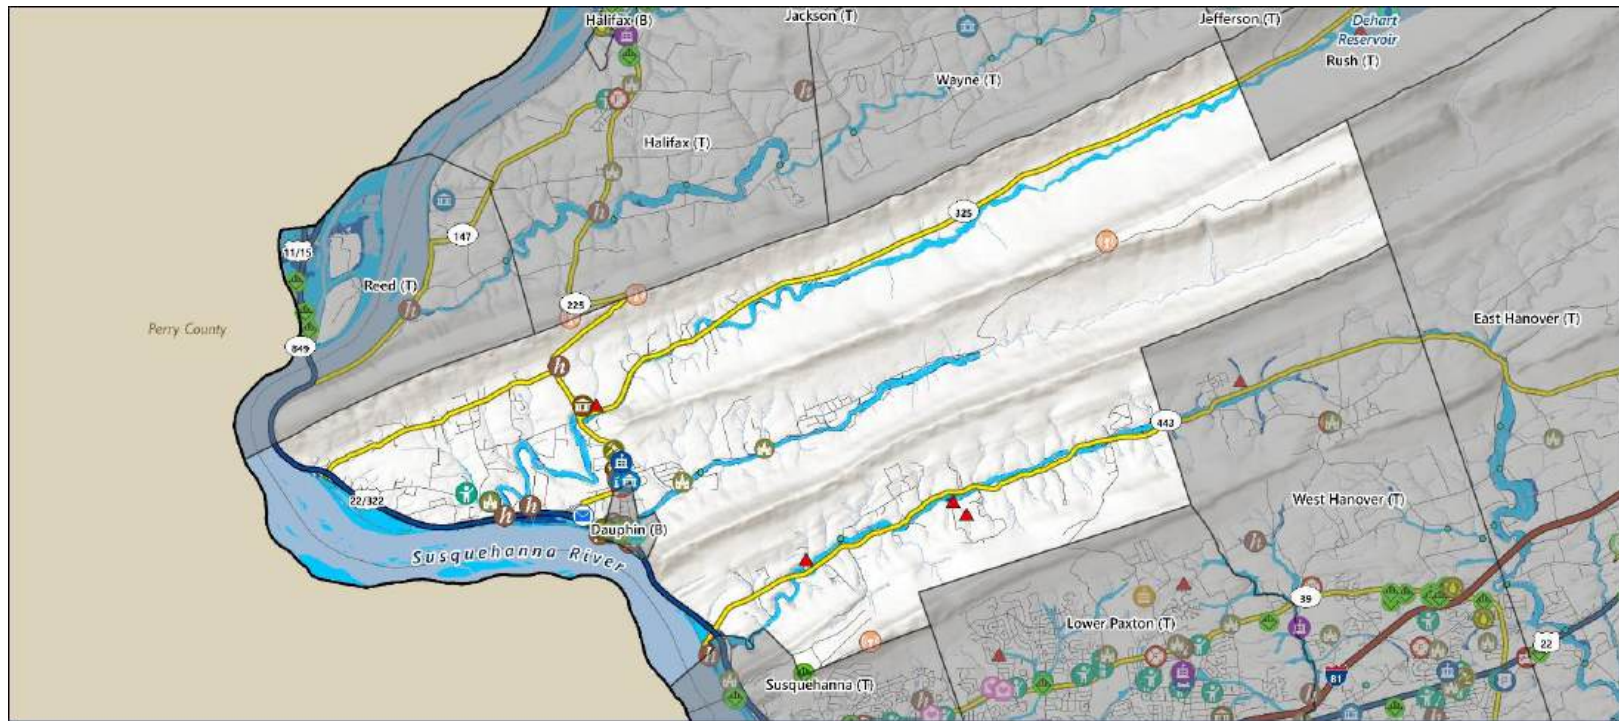 Halifax (B)
Jackson (T)
Jefferson (T)
Dehart
Reservoir
Rush (T)
Wayne (T)
Halifax (T)
325
147
11/15
Reed (T)
225
Perry County
849
East Hanover (T)
443
22/322
West Hanover (T)
Dauphin (B)
Susquehanna River
39
Lower Paxton (T)
22
81
Susquehanna (T)